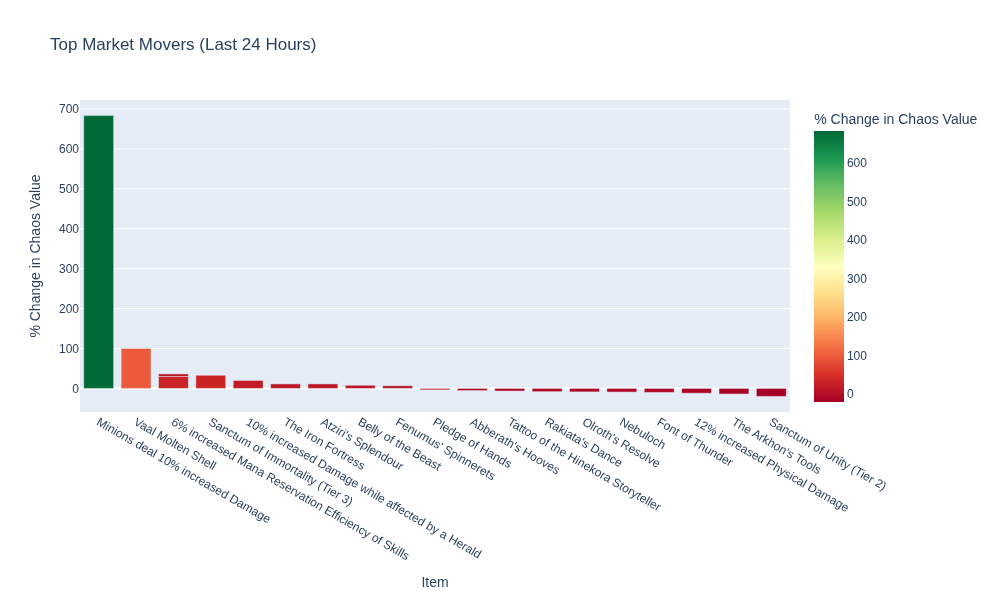 Top Market Movers (Last 24 Hours)
% Change in Chaos Value
700
600
500
400
300
200
100
0
Minions deal 10% increased Damage
Vaal Molten Shell
6% increased Mana Reservation Efficiency of Skills
Sanctum of Immortality (Tier 3)
10% increased Damage while affected by a Herald
The Iron Fortress
Atziri's Splendour
Belly of the Beast
Fenumus' Spinnerets
Pledge of Hands
Abberath's Hooves
Tattoo of the Hinekora Storyteller
Rakiata's Dance
Olroth's Resolve
Nebuloch
Font of Thunder
12% increased Physical Damage
The Arkhon's Tools
Sanctum of Unity (Tier 2)
Item
% Change in Chaos Value
600
500
400
300
200
100
0